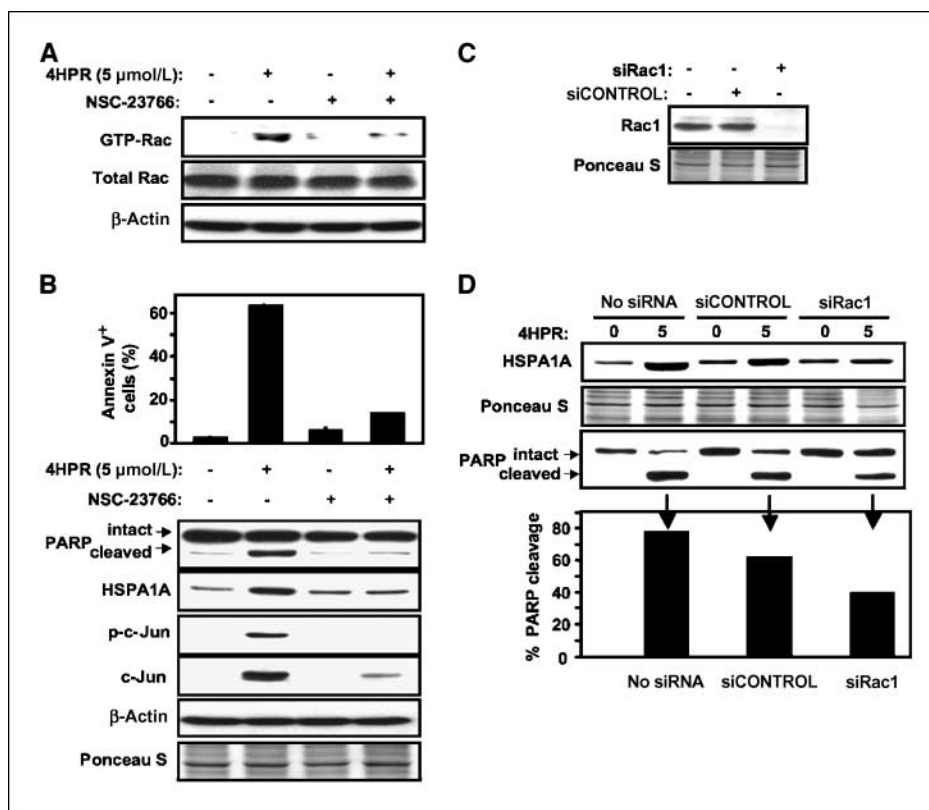 A
4HPR (5 μmol/L): - + - +
NSC-23766: - - + +
GTP-Rac
Total Rac
β-Actin
B
Annexin V+
cells (%)
60
40
20
0
4HPR (5 μmol/L): - + - +
NSC-23766: - - + +
PARP
intact
cleaved
HSPA1A
p-c-Jun
c-Jun
β-Actin
Ponceau S
C
siRac1: - - +
siCONTROL: - + -
Rac1
Ponceau S
D
No siRNA siCONTROL siRac1
4HPR: 0 5 0 5 0 5
HSPA1A
Ponceau S
PARP
intact
cleaved
% PARP cleavage
80
60
40
20
0
No siRNA siCONTROL siRac1